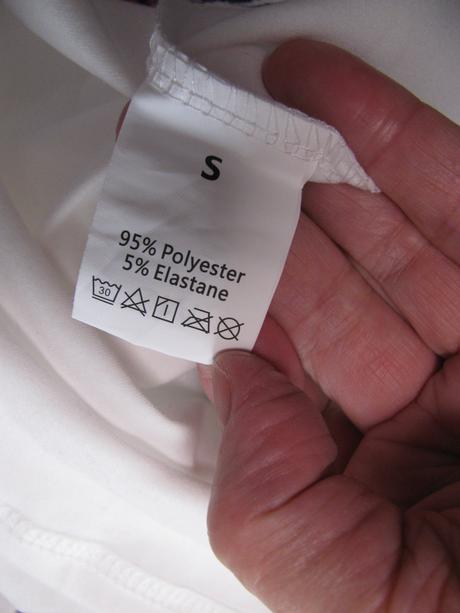 S
95% Polyester
5% Elastane
30